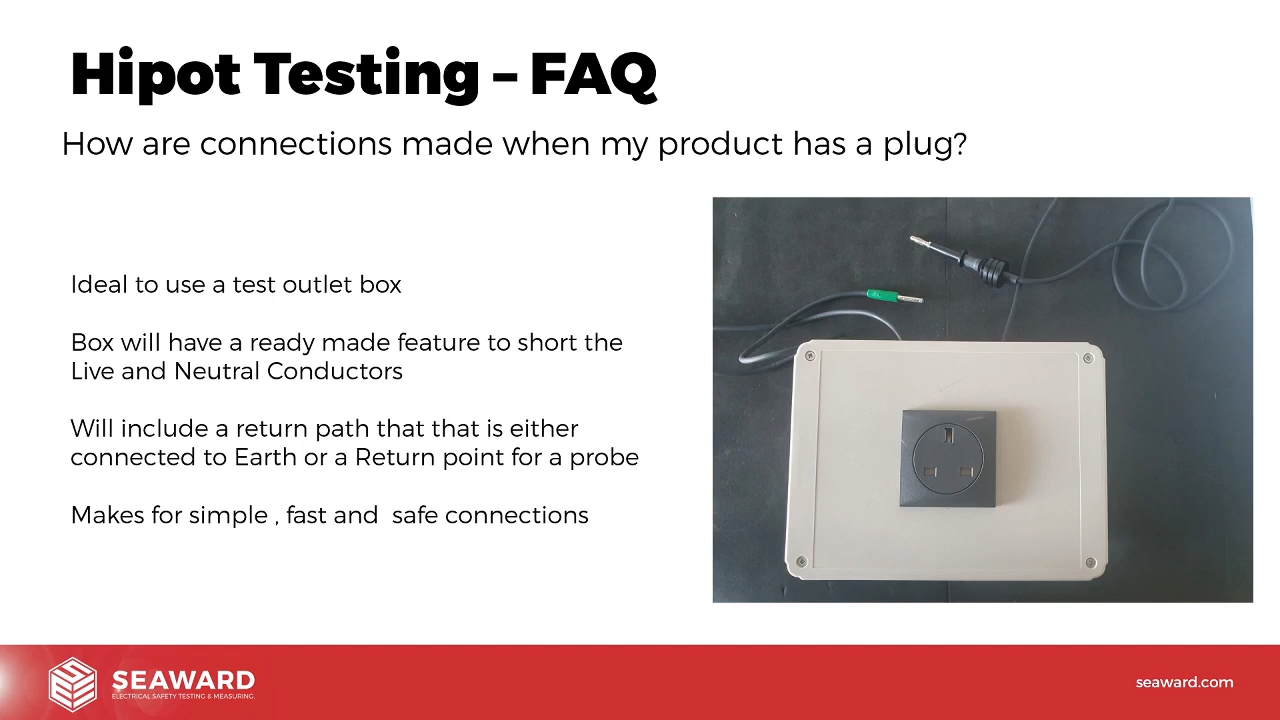 Hipot Testing – FAQ
How are connections made when my product has a plug?
Ideal to use a test outlet box
Box will have a ready made feature to short the
Live and Neutral Conductors
Will include a return path that that is either
connected to Earth or a Return point for a probe
Makes for simple , fast and  safe connections
SEAWARD
ELECTRICAL SAFETY TESTING & MEASURING.
seaward.com